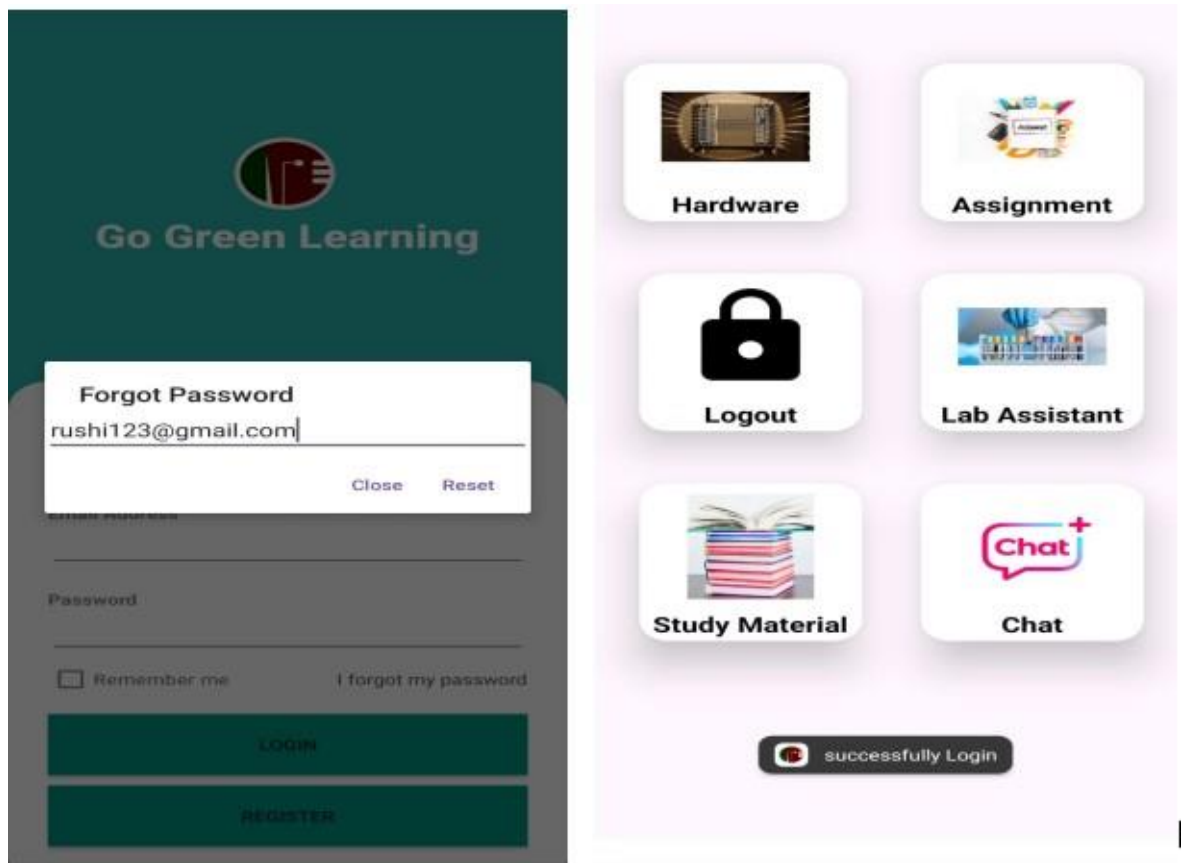 Go Green Learning
Forgot Password
rushi123@gmail.com
Close Reset
Email Address
Password
Remember me I forgot my password
LOGIN
REGISTER
Hardware Assignment
Logout Lab Assistant
Study Material Chat
Chat
successfully Login